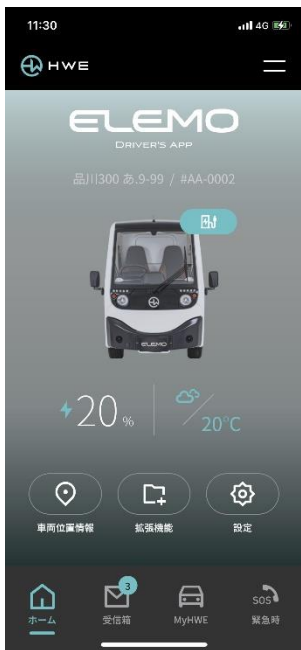 11:30
4G
HWE
ELEMO
DRIVER'S APP
品川300 あ.9-99 / #AA-0002
ELEMO
20%
20°C
車両位置情報
拡張機能
設定
3
SOS
ホーム
受信箱
MyHWE
緊急時